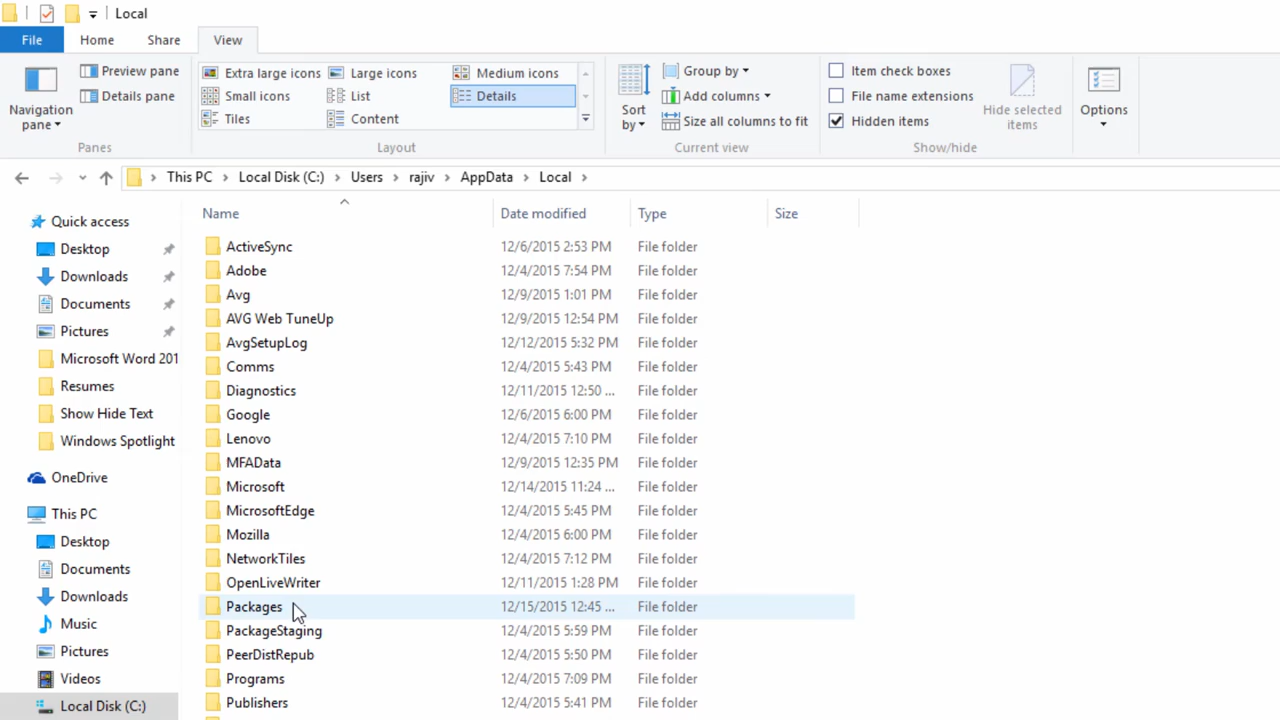 Local
File Home Share View
Navigation pane
Preview pane
Details pane
Panes
Extra large icons Large icons Medium icons
Small icons List Details
Tiles Content
Layout
Sort by
Group by
Add columns
Size all columns to fit
Current view
Item check boxes
File name extensions
Hidden items
Hide selected items
Show/hide
Options
This PC Local Disk (C:) Users rajiv AppData Local
Quick access
Desktop
Downloads
Documents
Pictures
Microsoft Word 201
Resumes
Show Hide Text
Windows Spotlight
OneDrive
This PC
Desktop
Documents
Downloads
Music
Pictures
Videos
Local Disk (C:)
Name Date modified Type Size
ActiveSync 12/6/2015 2:53 PM File folder
Adobe 12/4/2015 7:54 PM File folder
Avg 12/9/2015 1:01 PM File folder
AVG Web TuneUp 12/9/2015 12:54 PM File folder
AvgSetupLog 12/12/2015 5:32 PM File folder
Comms 12/4/2015 5:43 PM File folder
Diagnostics 12/11/2015 12:50 ... File folder
Google 12/6/2015 6:00 PM File folder
Lenovo 12/4/2015 7:10 PM File folder
MFAData 12/9/2015 12:35 PM File folder
Microsoft 12/14/2015 11:24 ... File folder
MicrosoftEdge 12/4/2015 5:45 PM File folder
Mozilla 12/4/2015 6:00 PM File folder
NetworkTiles 12/4/2015 7:12 PM File folder
OpenLiveWriter 12/11/2015 1:28 PM File folder
Packages 12/15/2015 12:45 ... File folder
PackageStaging 12/4/2015 5:59 PM File folder
PeerDistRepub 12/4/2015 5:50 PM File folder
Programs 12/4/2015 7:09 PM File folder
Publishers 12/4/2015 5:41 PM File folder